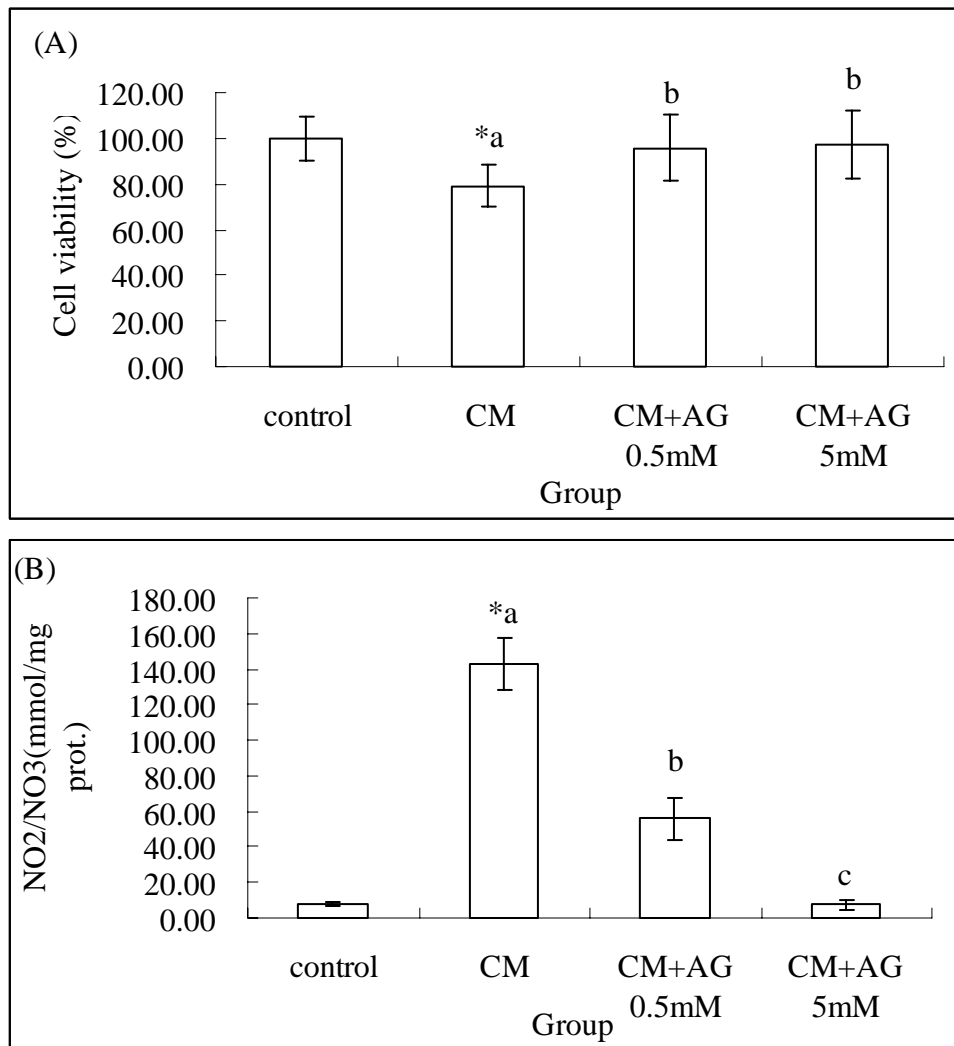 (A)
Cell viability (%)
120.00
100.00
80.00
60.00
40.00
20.00
0.00
*a
b
b
control
CM
CM+AG
0.5mM
CM+AG
5mM
Group
(B)
NO2/NO3(mmol/mg
prot.)
180.00
160.00
140.00
120.00
100.00
80.00
60.00
40.00
20.00
0.00
*a
b
c
control
CM
CM+AG
0.5mM
CM+AG
5mM
Group